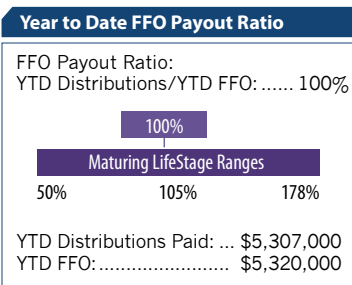 Year to Date FFO Payout Ratio
FFO Payout Ratio:
YTD Distributions/YTD FFO: ...... 100%
100%
Maturing LifeStage Ranges
50% 105% 178%
YTD Distributions Paid: ... $5,307,000
YTD FFO: ........................ $5,320,000